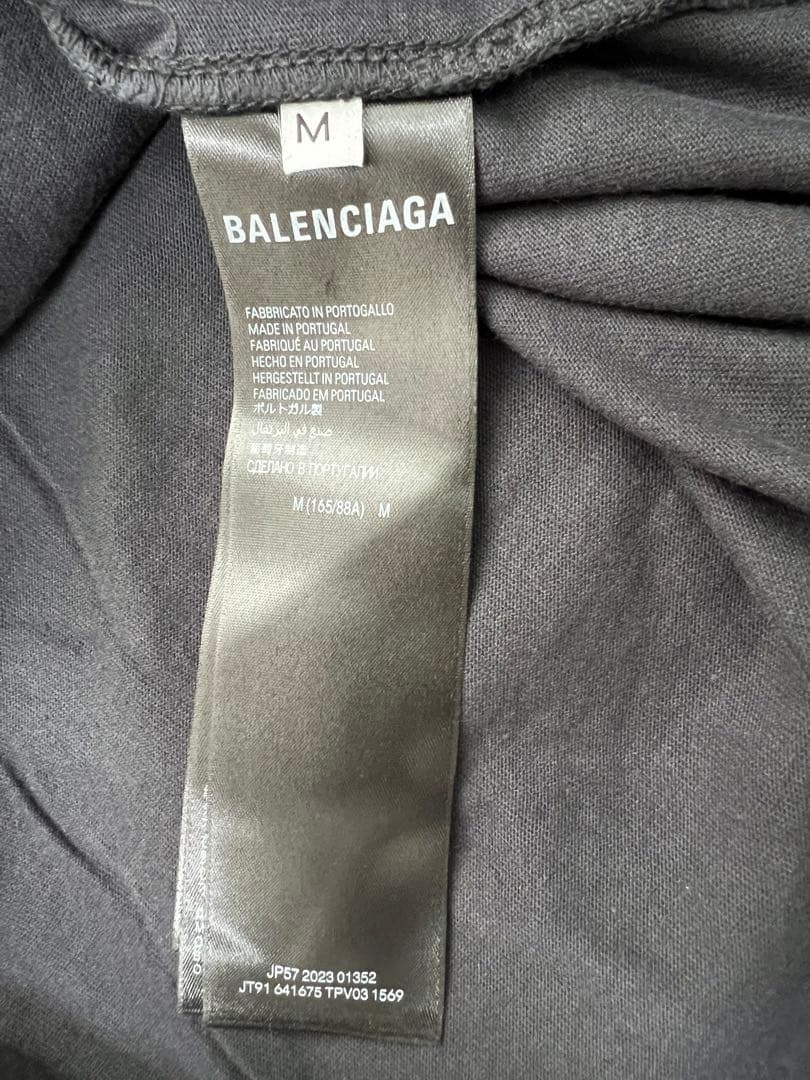 M
BALENCIAGA
FABBRICATO IN PORTOGALLO
MADE IN PORTUGAL
FABRIQUÉ AU PORTUGAL
HECHO EN PORTUGAL
HERGESTELLT IN PORTUGAL
FABRICADO EM PORTUGAL
ポルトガル製
صنع في البرتغال
葡萄牙制造
СДЕЛАНО В ПОРТУГАЛИИ
M (165/88A) M
JP57 2023 01352
JT91 641675 TPV03 1569